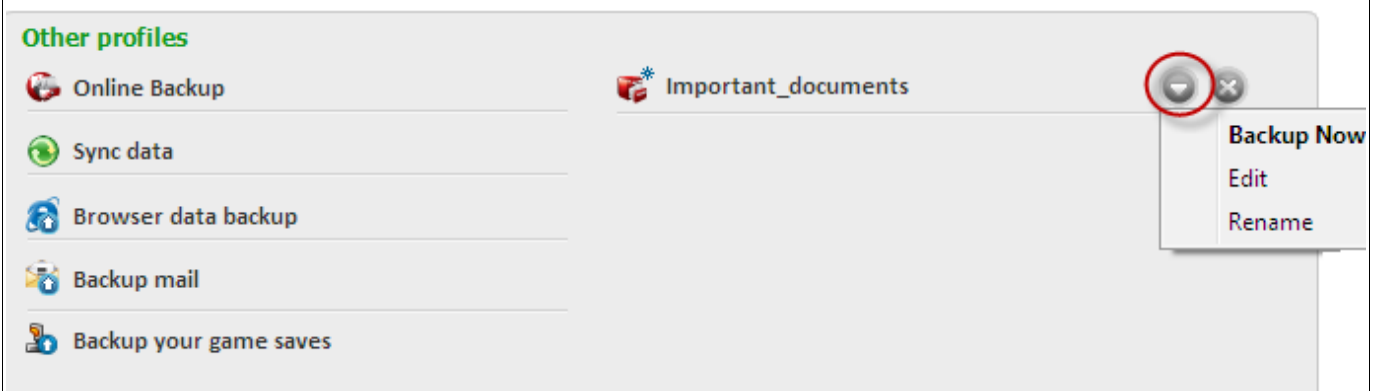 Other profiles
Online Backup
Sync data
Browser data backup
Backup mail
Backup your game saves
Important_documents
Backup Now
Edit
Rename